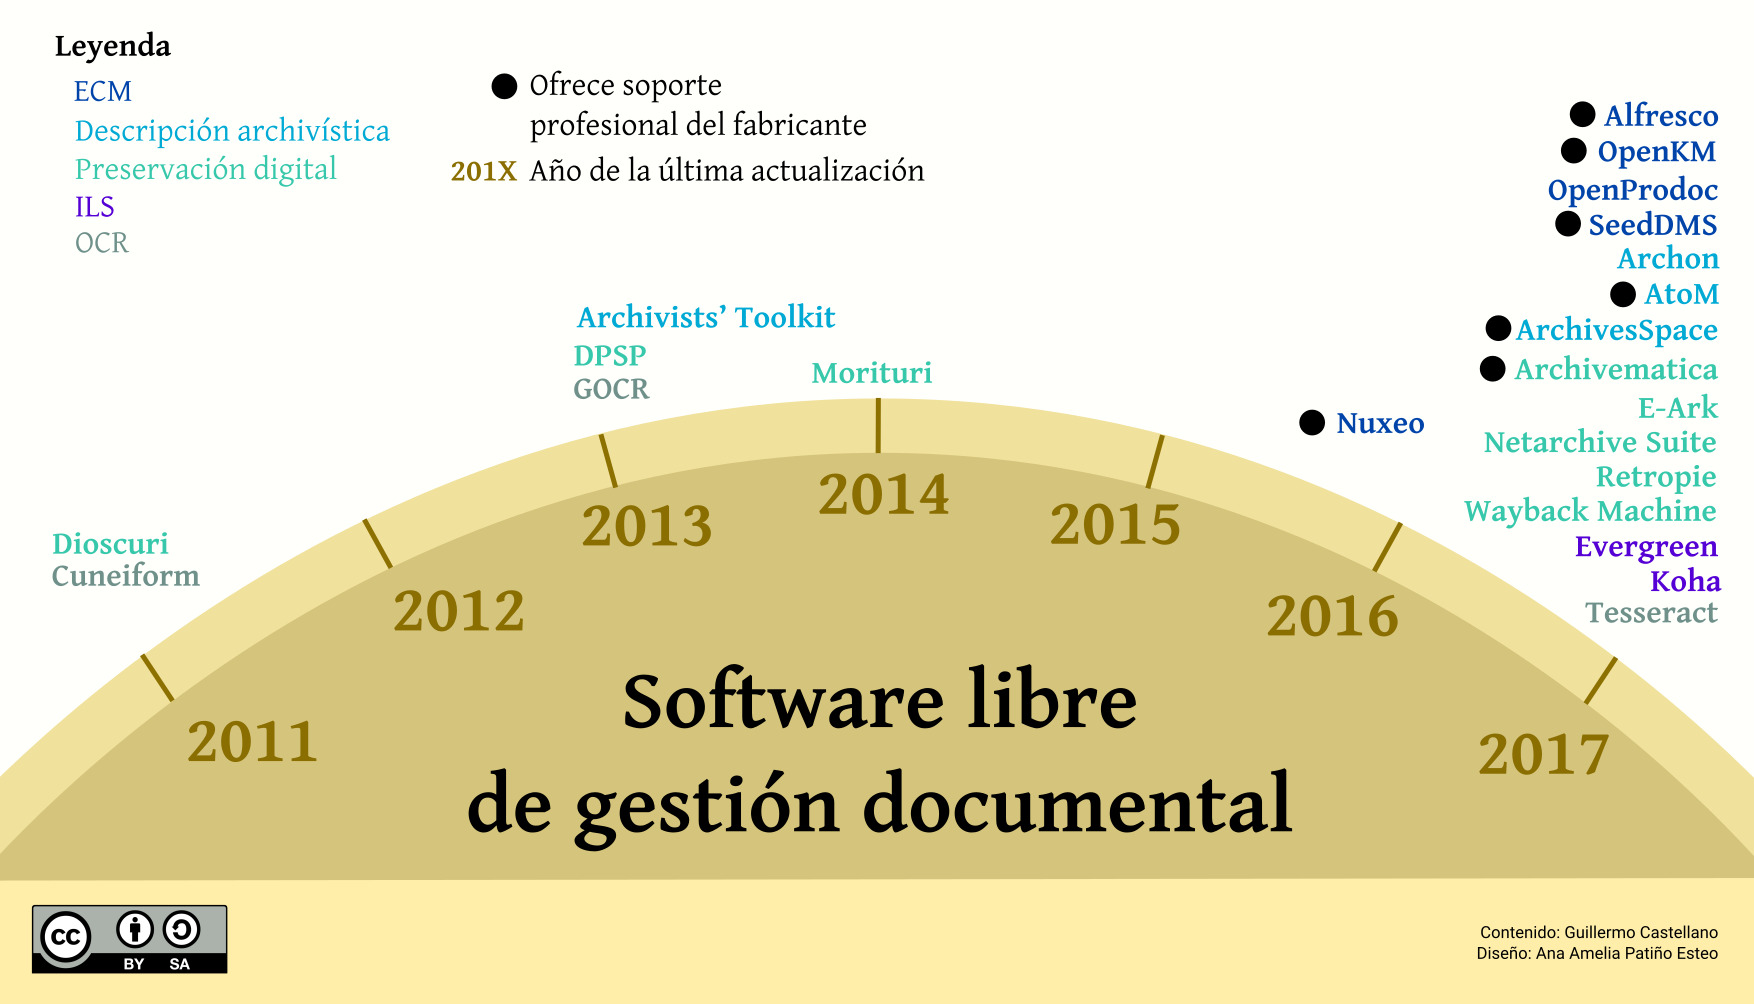 Leyenda
ECM
Descripción archivística
Preservación digital
ILS
OCR
Ofrece soporte
profesional del fabricante
201X Año de la última actualización
Dioscuri
Cuneiform
Archivists’ Toolkit
DPSP
GOCR
Morituri
Nuxeo
Alfresco
OpenKM
OpenProdoc
SeedDMS
Archon
AtoM
ArchivesSpace
Archivematica
E-Ark
Netarchive Suite
Retropie
Wayback Machine
Evergreen
Koha
Tesseract
2011
2012
2013
2014
2015
2016
2017
Software libre
de gestión documental
cc
BY SA
Contenido: Guillermo Castellano
Diseño: Ana Amelia Patiño Esteo